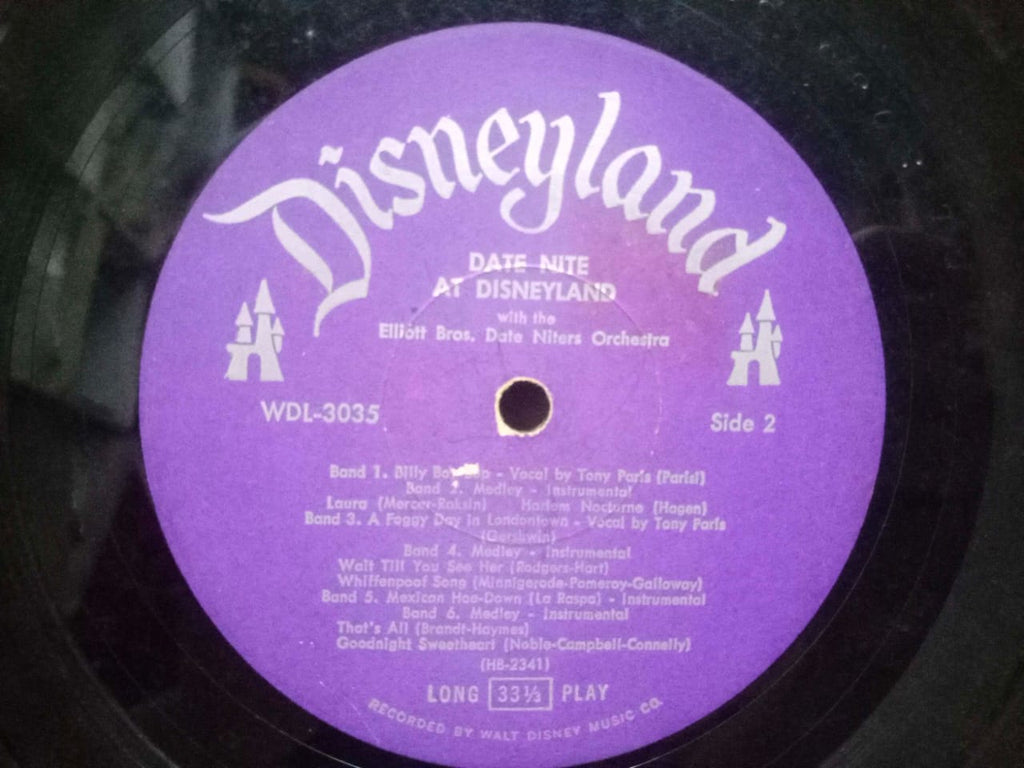 Disneyland
DATE NITE
AT DISNEYLAND
with the
Elliott Bros. Date Niters Orchestra
WDL-3035
Side 2
Band 1. Billy Bop - Vocal by Tony Paris (Parisi)
Band 2. Medley - Instrumental
Laura (Mercer-Raksin) Harlem Nocturne (Hagen)
Band 3. A Foggy Day in Londontown - Vocal by Tony Paris
(Gershwin)
Band 4. Medley - Instrumental
Wait Till You See Her (Rodgers-Hart)
Whiffenpoof Song (Minnigerode-Pomeroy-Galloway)
Band 5. Mexican Hoe-Down (La Raspa) - Instrumental
Band 6. Medley - Instrumental
That's All (Brandt-Haymes)
Goodnight Sweetheart (Noble-Campbell-Connelly)
(HB-2341)
LONG 33⅓ PLAY
RECORDED BY WALT DISNEY MUSIC CO.